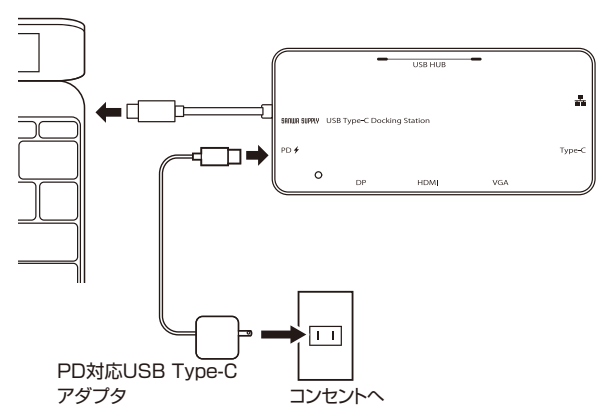 USB HUB
SANWA SUPPLY USB Type-C Docking Station
PD
Type-C
DP HDMI VGA
PD対応USB Type-C
アダプタ
コンセントへ